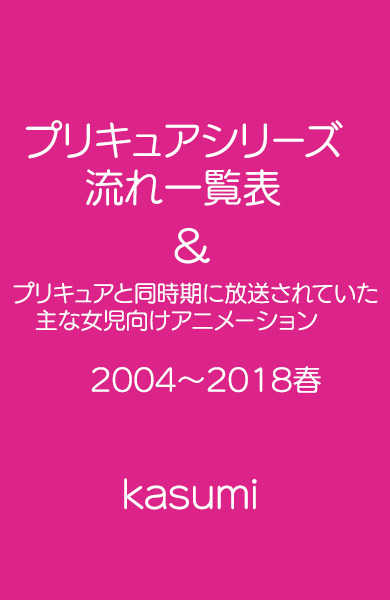 プリキュアシリーズ
流れ一覧表
&
プリキュアと同時期に放送されていた
主な女児向けアニメーション
2004～2018春
kasumi